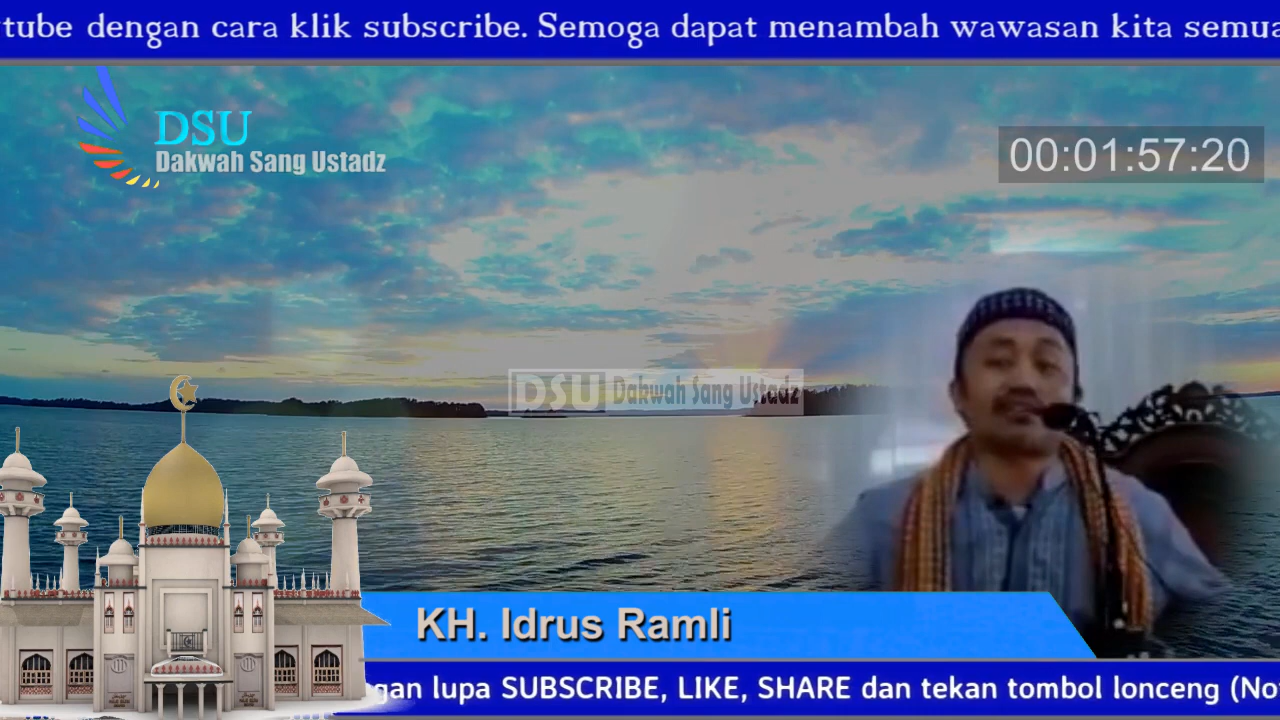 tube dengan cara klik subscribe. Semoga dapat menambah wawasan kita semua
DSU
Dakwah Sang Ustadz
00:01:57:20
DSU Dakwah Sang Ustadz
KH. Idrus Ramli
gan lupa SUBSCRIBE, LIKE, SHARE dan tekan tombol lonceng (No